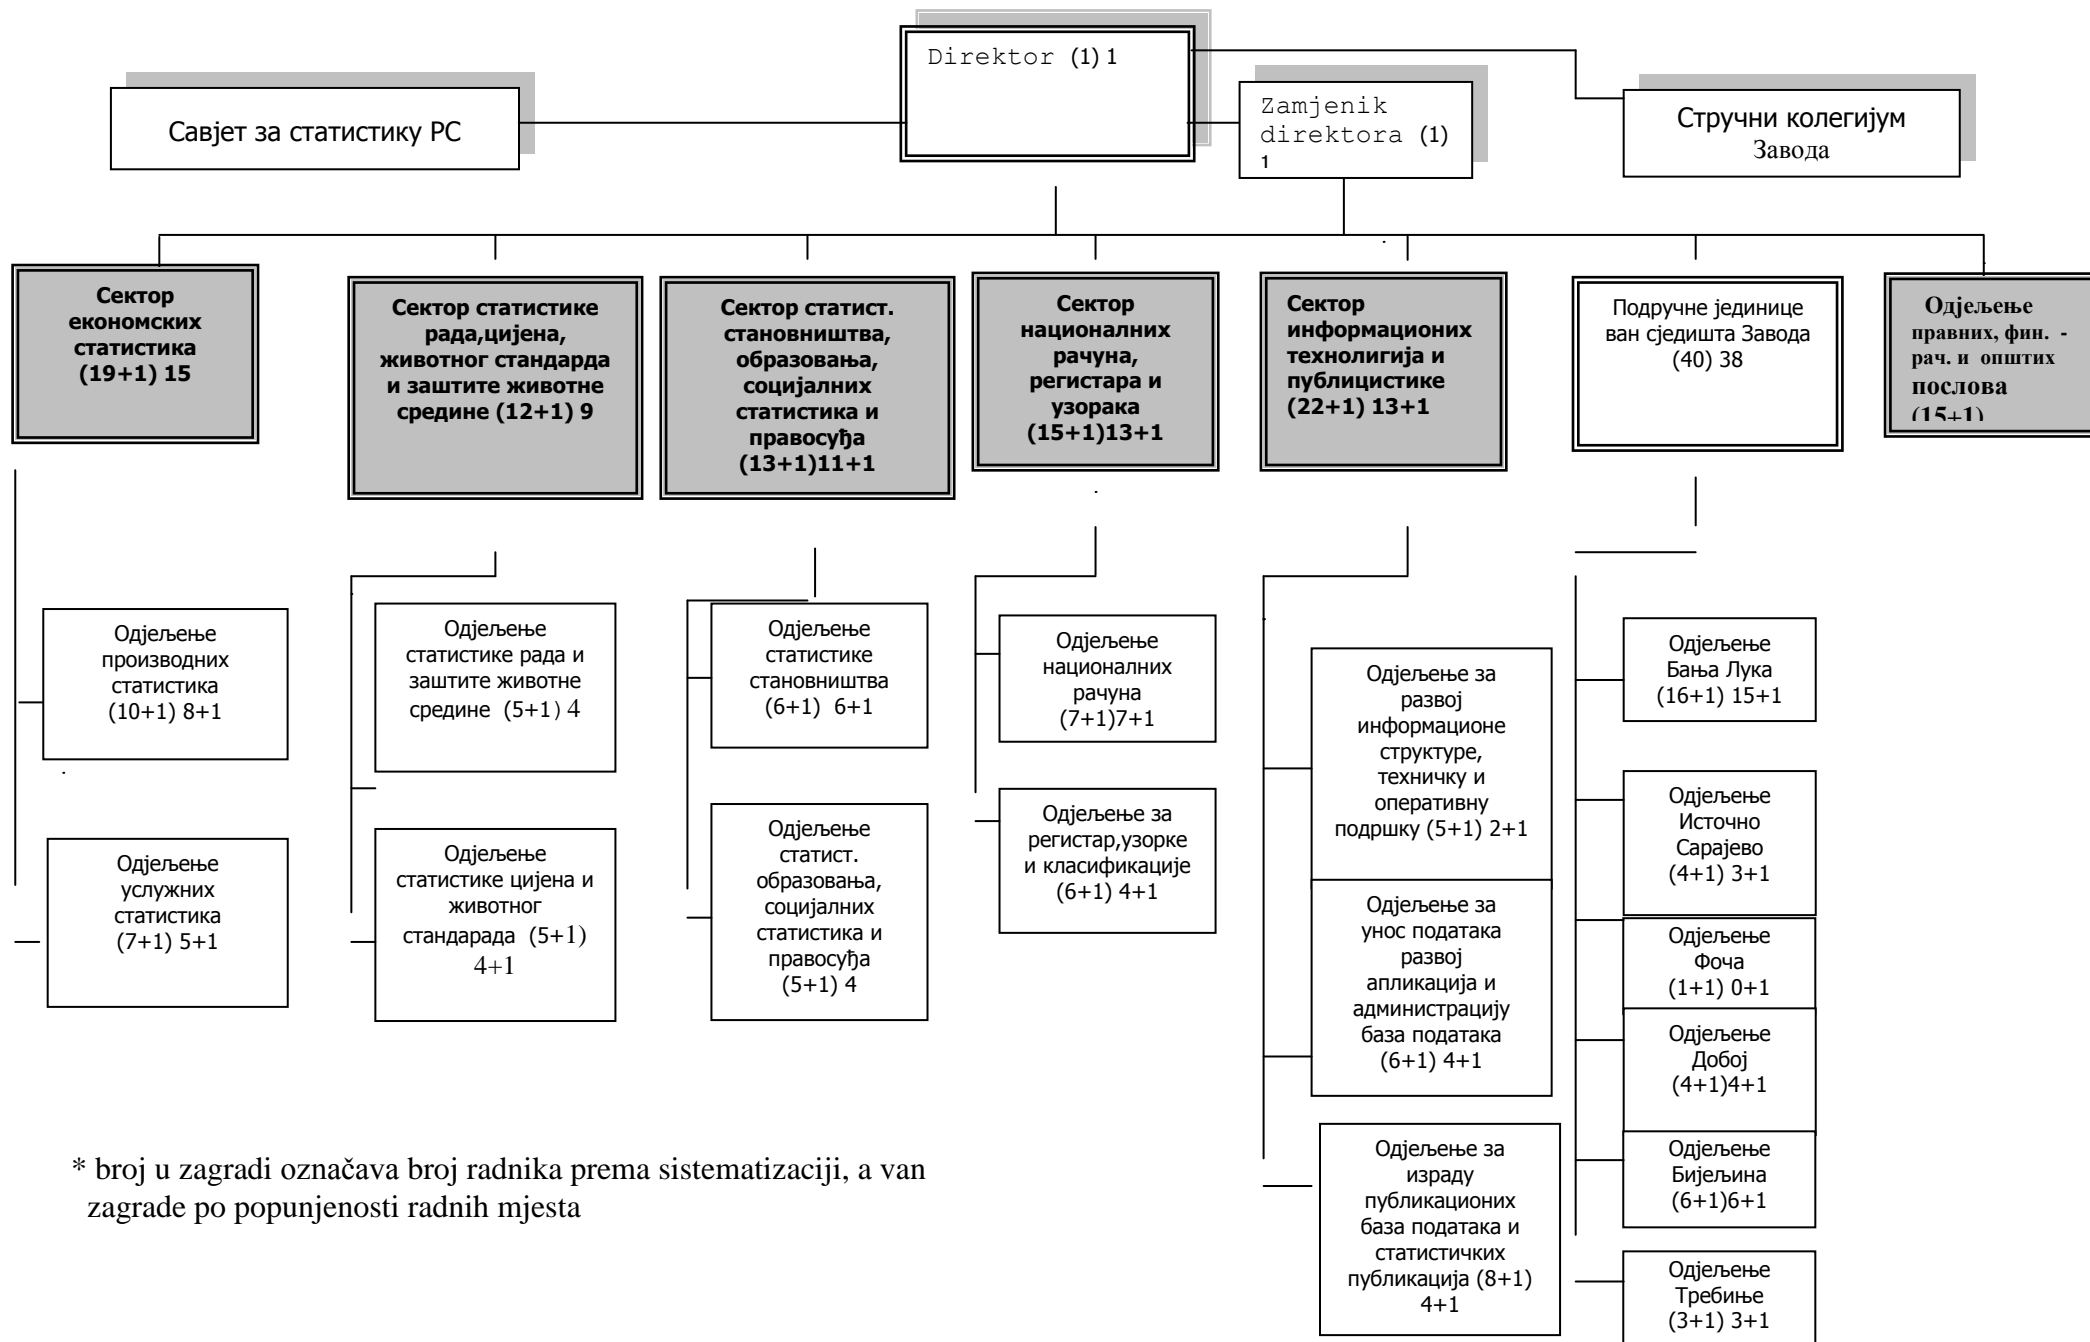 Direktor (1) 1
Савјет за статистику РС
Zamjenik
direktora (1)
1
Стручни колегијум
Завода
Сектор
економских
статистика
(19+1) 15
Сектор статистике
рада,цијена,
животног стандарда
и заштите животне
средине (12+1) 9
Сектор статист.
становништва,
образовања,
социјалних
статистика и
правосуђа
(13+1)11+1
Сектор
националних
рачуна,
регистара и
узорака
(15+1)13+1
Сектор
информационих
технолигија и
публицистике
(22+1) 13+1
Подручне јединице
ван сједишта Завода
(40) 38
Одјељење
правних, фин. -
рач. и општих
послова
(15+1)
Одјељење
производних
статистика
(10+1) 8+1
Одјељење
услужних
статистика
(7+1) 5+1
Одјељење
статистике рада и
заштите животне
средине (5+1) 4
Одјељење
статистике цијена и
животног
стандарада (5+1)
4+1
Одјељење
статистике
становништва
(6+1) 6+1
Одјељење
статист.
образовања,
социјалних
статистика и
правосуђа
(5+1) 4
Одјељење
националних
рачуна
(7+1)7+1
Одјељење за
регистар,узорке
и класификације
(6+1) 4+1
Одјељење за
развој
информационе
структуре,
техничку и
оперативну
подршку (5+1) 2+1
Одјељење за
унос података
развој
апликација и
администрацију
база података
(6+1) 4+1
Одјељење за
израду
публикационих
база података и
статистичких
публикација (8+1)
4+1
Одјељење
Бања Лука
(16+1) 15+1
Одјељење
Источно
Сарајево
(4+1) 3+1
Одјељење
Фоча
(1+1) 0+1
Одјељење
Добој
(4+1)4+1
Одјељење
Бијељина
(6+1)6+1
Одјељење
Требиње
(3+1) 3+1
* broj u zagradi označava broj radnika prema sistematizaciji, a van
zagrade po popunjenosti radnih mjesta